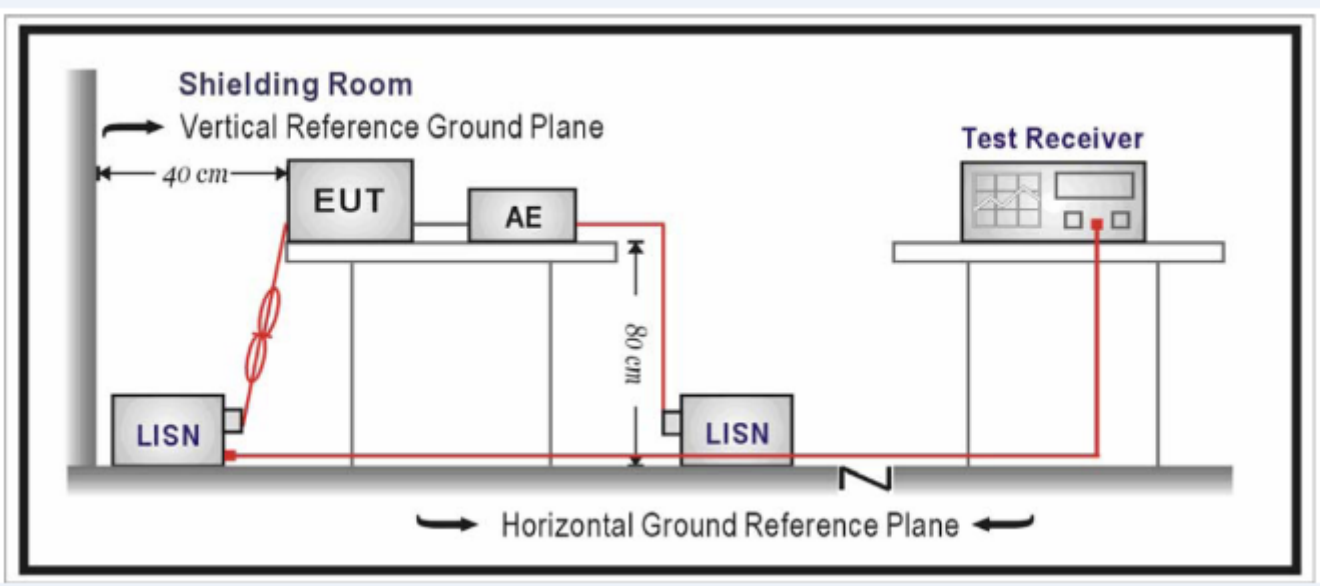 Shielding Room
Vertical Reference Ground Plane
Test Receiver
40 cm
EUT
AE
80 cm
LISN
LISN
Horizontal Ground Reference Plane